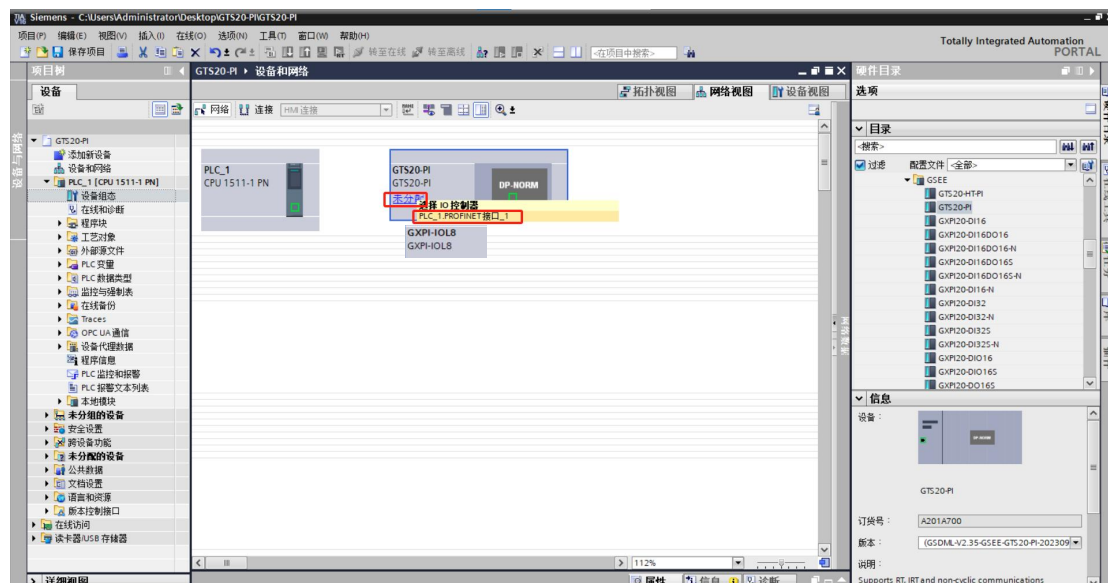 Siemens - C:\Users\Administrator\Desktop\GTS20-PI\GTS20-PI
项目(P) 编辑(E) 视图(V) 插入(I) 在线(O) 选项(N) 工具(T) 窗口(W) 帮助(H)
Totally Integrated Automation
PORTAL
保存项目 转至在线 转至离线 <在项目中搜索>
项目树
GTS20-PI ▸ 设备和网络
硬件目录
设备
拓扑视图 网络视图 设备视图
选项
网络 连接 HMI 连接
GTS20-PI
添加新设备
设备和网络
PLC_1 [CPU 1511-1 PN]
设备组态
在线和诊断
程序块
工艺对象
外部源文件
PLC 变量
PLC 数据类型
监控与强制表
在线备份
Traces
OPC UA 通信
设备代理数据
程序信息
PLC 监控和报警
PLC 报警文本列表
本地模块
未分组的设备
安全设置
跨设备功能
未分配的设备
公共数据
文档设置
语言和资源
版本控制接口
在线访问
读卡器/USB 存储器
详细视图
设备与网络
PLC_1
CPU 1511-1 PN
GTS20-PI
GTS20-PI
DP-NORM
未分配
选择 IO 控制器
PLC_1.PROFINET接口_1
GXPI-IOL8
GXPI-IOL8
112%
属性 信息 诊断
目录
<搜索>
过滤 配置文件 <全部>
GSEE
GTS20-HT-PI
GTS20-PI
GXPI20-DI16
GXPI20-DI16DO16
GXPI20-DI16DO16-N
GXPI20-DI16DO16S
GXPI20-DI16DO16S-N
GXPI20-DI16-N
GXPI20-DI32
GXPI20-DI32-N
GXPI20-DI32S
GXPI20-DI32S-N
GXPI20-DIO16
GXPI20-DIO16S
GXPI20-DO16S
信息
设备：
DP-NORM
GTS20-PI
订货号： A201A700
版本： (GSDML-V2.35-GSEE-GTS20-PI-202309
说明：
Supports RT, IRT and non-cyclic communications